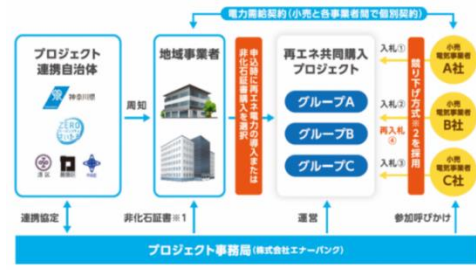 電力需給契約(小売と各事業者間で個別契約)
プロジェクト
連携自治体
神奈川県
ZERO
周知
地域事業者
申込時に再エネ電力の導入または
非化石証書購入を選択
再エネ共同購入
プロジェクト
グループA
グループB
グループC
入札①
入札②
再入札
④
入札③
競り下げ方式※2を採用
小売
電気事業者
A社
小売
電気事業者
B社
小売
電気事業者
C社
連携協定
非化石証書※1
運営
参加呼びかけ
プロジェクト事務局(株式会社エナーバンク)